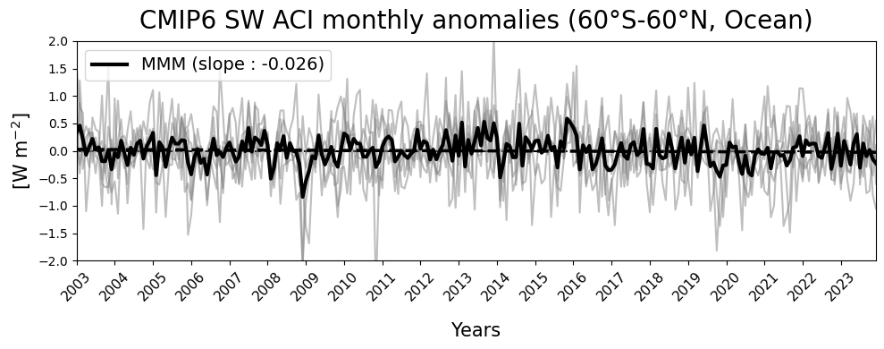 CMIP6 SW ACI monthly anomalies (60°S-60°N, Ocean)
MMM (slope : -0.026)
[W m⁻²]
2.0
1.5
1.0
0.5
0.0
−0.5
−1.0
−1.5
−2.0
2003 2004 2005 2006 2007 2008 2009 2010 2011 2012 2013 2014 2015 2016 2017 2018 2019 2020 2021 2022 2023
Years